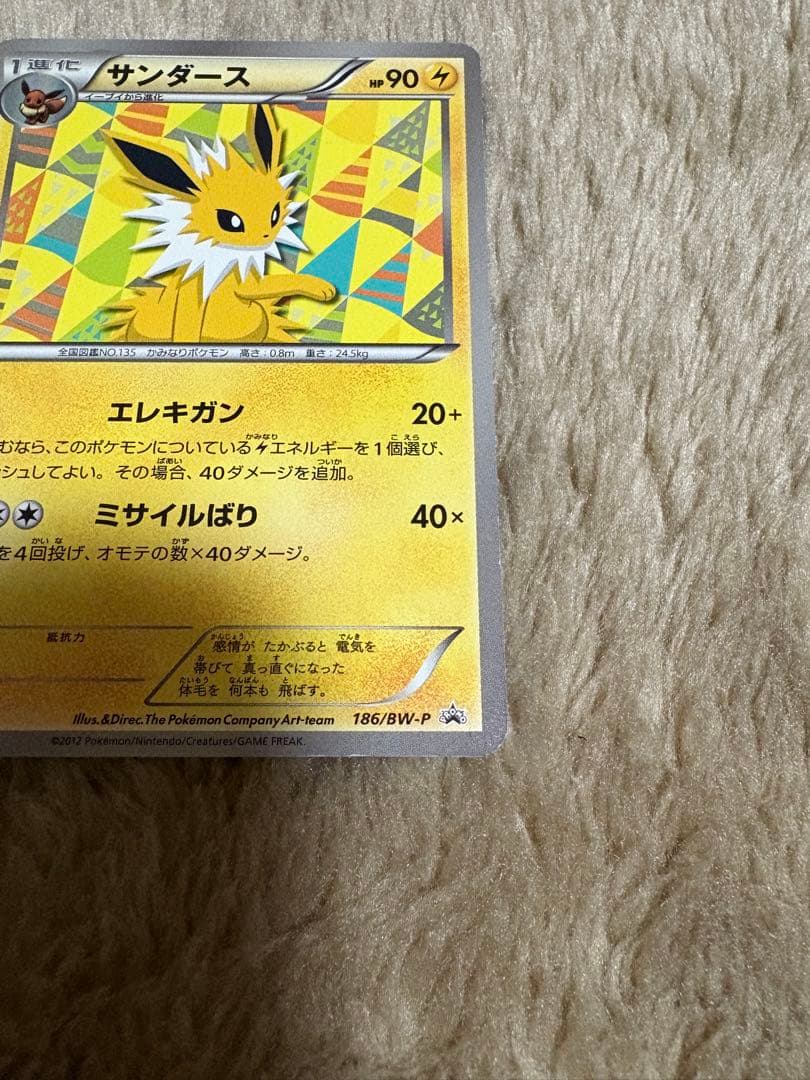 1進化 サンダース HP90
イーブイから進化
全国図鑑NO.135 かみなりポケモン 高さ：0.8m 重さ：24.5kg
エレキガン 20+
むなら、このポケモンについているエネルギーを1個選び、
シュしてよい。その場合、40ダメージを追加。
ミサイルばり 40×
を4回投げ、オモテの数×40ダメージ。
抵抗力
感情が たかぶると 電気を
帯びて 真っ直ぐになった
体毛を 何本も 飛ばす。
Illus.&Direc.The Pokémon Company Art-team 186/BW-P
©2012 Pokémon/Nintendo/Creatures/GAME FREAK.